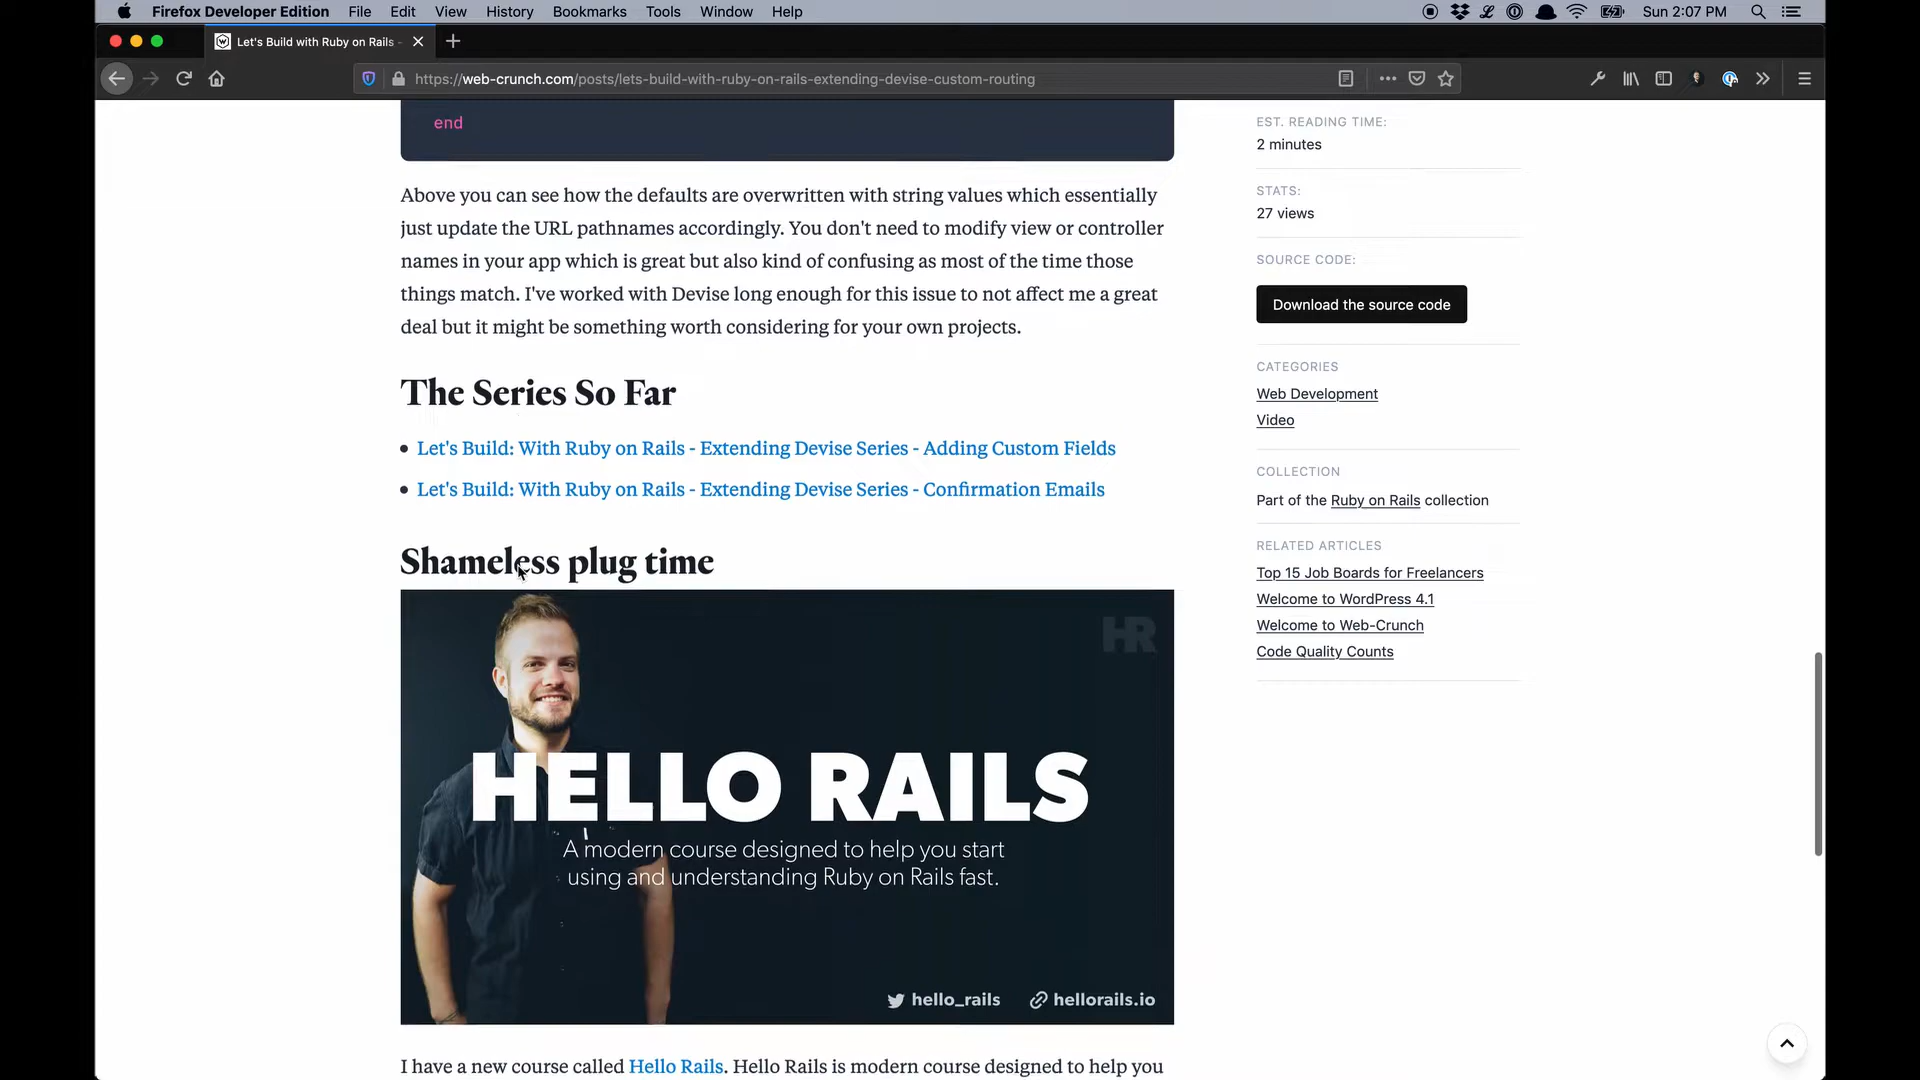 Firefox Developer Edition File Edit View History Bookmarks Tools Window Help Sun 2:07 PM
Let's Build with Ruby on Rails -
https://web-crunch.com/posts/lets-build-with-ruby-on-rails-extending-devise-custom-routing
end
Above you can see how the defaults are overwritten with string values which essentially
just update the URL pathnames accordingly. You don't need to modify view or controller
names in your app which is great but also kind of confusing as most of the time those
things match. I've worked with Devise long enough for this issue to not affect me a great
deal but it might be something worth considering for your own projects.
The Series So Far
• Let's Build: With Ruby on Rails - Extending Devise Series - Adding Custom Fields
• Let's Build: With Ruby on Rails - Extending Devise Series - Confirmation Emails
Shameless plug time
HR
HELLO RAILS
A modern course designed to help you start
using and understanding Ruby on Rails fast.
hello_rails hellorails.io
I have a new course called Hello Rails. Hello Rails is modern course designed to help you
EST. READING TIME:
2 minutes
STATS:
27 views
SOURCE CODE:
Download the source code
CATEGORIES
Web Development
Video
COLLECTION
Part of the Ruby on Rails collection
RELATED ARTICLES
Top 15 Job Boards for Freelancers
Welcome to WordPress 4.1
Welcome to Web-Crunch
Code Quality Counts